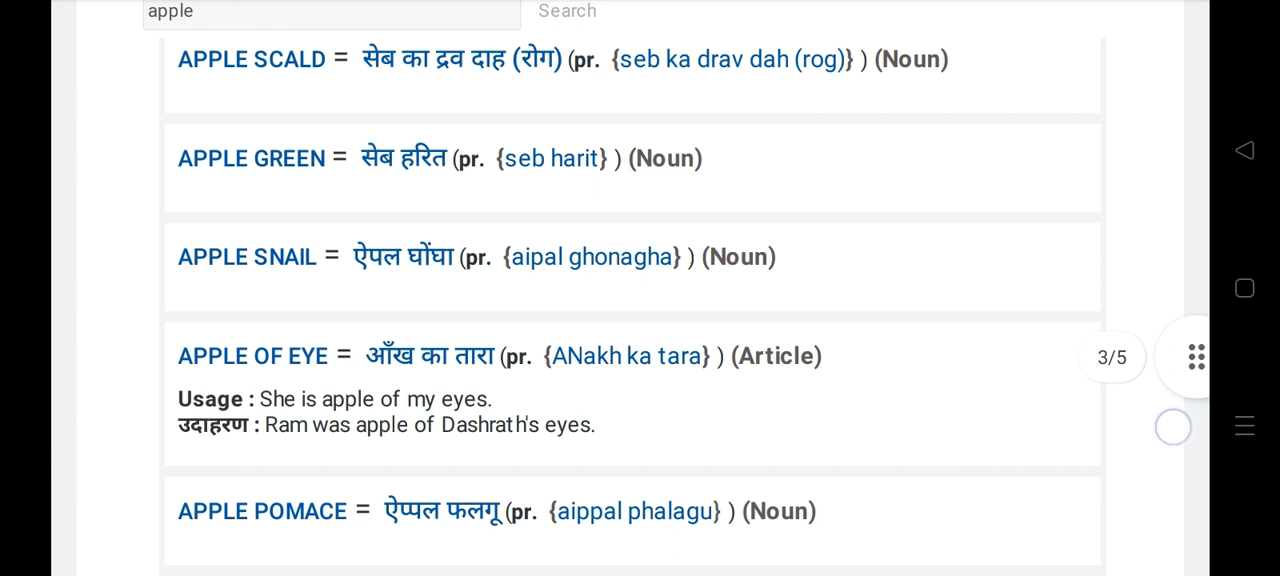 apple Search
APPLE SCALD = सेब का द्रव दाह (रोग) (pr. {seb ka drav dah (rog)} ) (Noun)
APPLE GREEN = सेब हरित (pr. {seb harit} ) (Noun)
APPLE SNAIL = ऐपल घोंघा (pr. {aipal ghonagha} ) (Noun)
APPLE OF EYE = आँख का तारा (pr. {ANakh ka tara} ) (Article)
3/5
Usage : She is apple of my eyes.
उदाहरण : Ram was apple of Dashrath's eyes.
APPLE POMACE = ऐप्पल फलगू (pr. {aippal phalagu} ) (Noun)